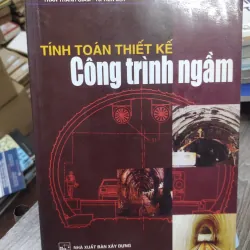 TÍNH TOÁN THIẾT KẾ
Công trình ngầm
NHÀ XUẤT BẢN XÂY DỰNG